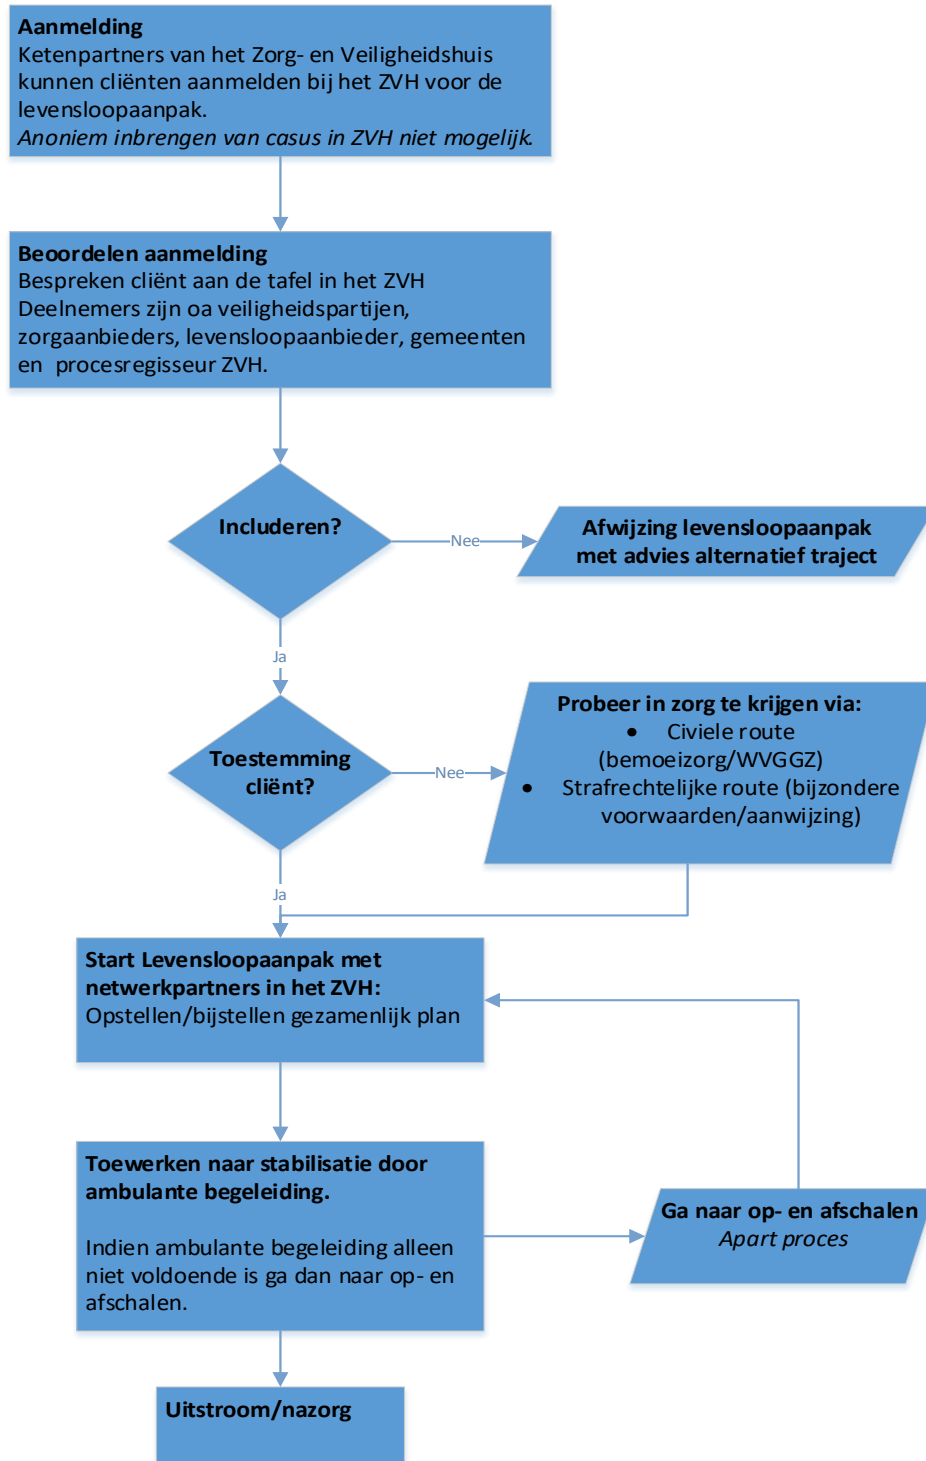 Aanmelding
Ketenpartners van het Zorg- en Veiligheidshuis
kunnen cliënten aanmelden bij het ZVH voor de
levensloopaanpak.
Anoniem inbrengen van casus in ZVH niet mogelijk.
Beoordelen aanmelding
Bespreken cliënt aan de tafel in het ZVH
Deelnemers zijn oa veiligheidspartijen,
zorgaanbieders, levensloopaanbieder, gemeenten
en procesregisseur ZVH.
Includeren?
Nee
Afwijzing levensloopaanpak
met advies alternatief traject
Ja
Toestemming
cliënt?
Nee
Probeer in zorg te krijgen via:
• Civiele route
(bemoeizorg/WVGGZ)
• Strafrechtelijke route (bijzondere
voorwaarden/aanwijzing)
Ja
Start Levensloopaanpak met
netwerkpartners in het ZVH:
Opstellen/bijstellen gezamenlijk plan
Toewerken naar stabilisatie door
ambulante begeleiding.
Indien ambulante begeleiding alleen
niet voldoende is ga dan naar op- en
afschalen.
Ga naar op- en afschalen
Apart proces
Uitstroom/nazorg